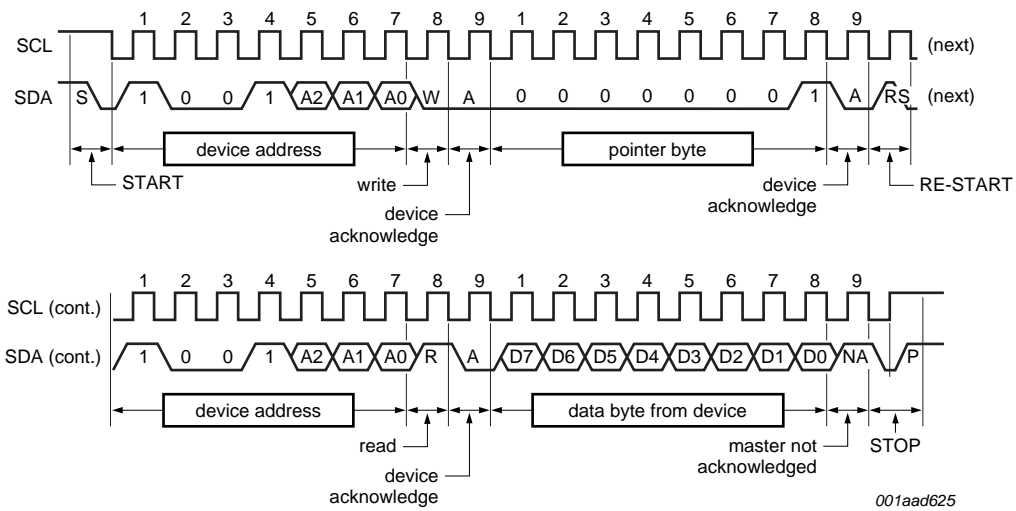 1 2 3 4 5 6 7 8 9 1 2 3 4 5 6 7 8 9
SCL (next)
SDA S 1 0 0 1 A2 A1 A0 W A 0 0 0 0 0 0 0 1 A RS (next)
device address pointer byte
START write device acknowledge device acknowledge RE-START
1 2 3 4 5 6 7 8 9 1 2 3 4 5 6 7 8 9
SCL (cont.)
SDA (cont.) 1 0 0 1 A2 A1 A0 R A D7 D6 D5 D4 D3 D2 D1 D0 NA P
device address data byte from device
read device acknowledge master not acknowledged STOP
001aad625